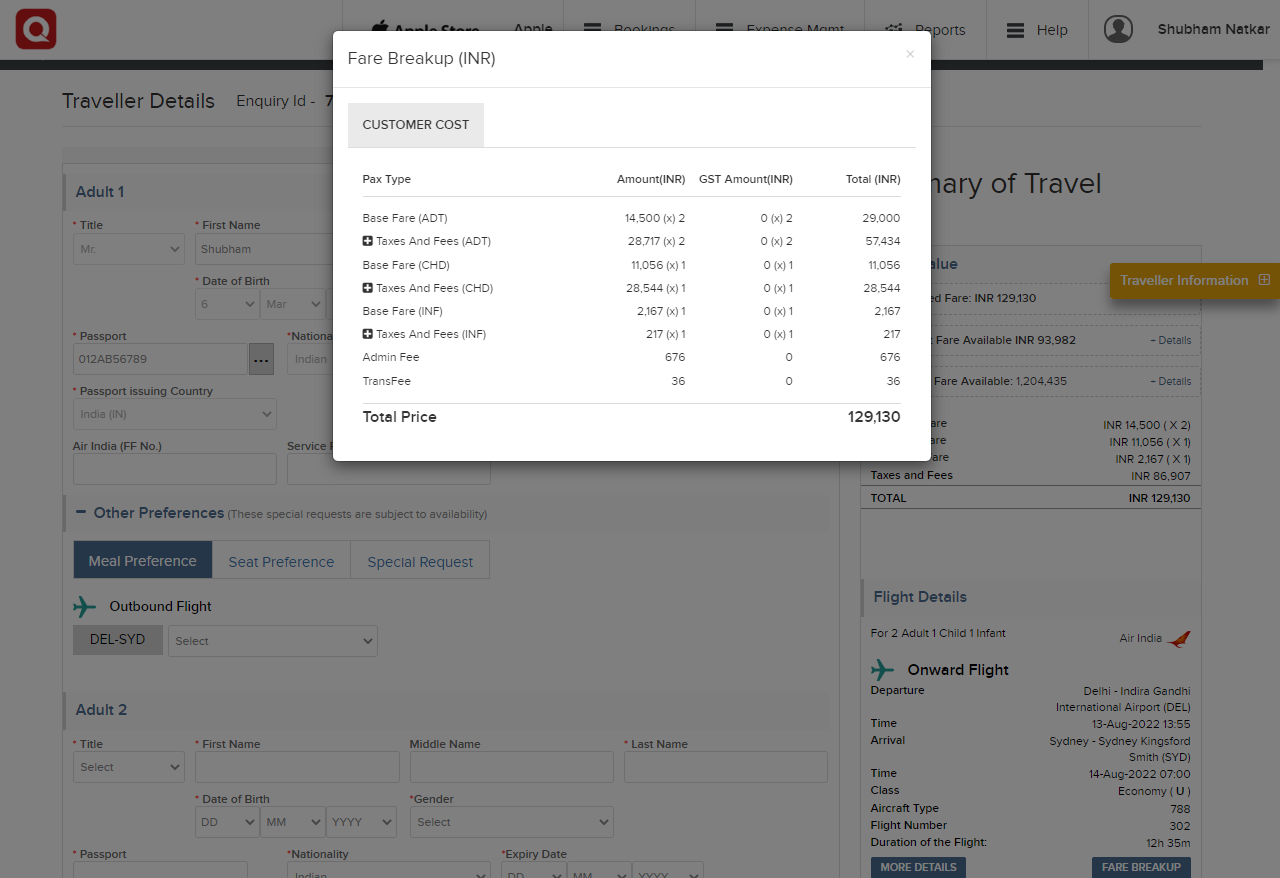 Apple Store
Apple
Bookings
Expense Mgmt
Reports
Help
Shubham Natkar
Traveller Details
Enquiry Id - 7
Fare Breakup (INR)
×
CUSTOMER COST
Pax Type Amount(INR) GST Amount(INR) Total (INR)
Base Fare (ADT) 14,500 (x) 2 0 (x) 2 29,000
Taxes And Fees (ADT) 28,717 (x) 2 0 (x) 2 57,434
Base Fare (CHD) 11,056 (x) 1 0 (x) 1 11,056
Taxes And Fees (CHD) 28,544 (x) 1 0 (x) 1 28,544
Base Fare (INF) 2,167 (x) 1 0 (x) 1 2,167
Taxes And Fees (INF) 217 (x) 1 0 (x) 1 217
Admin Fee 676 0 676
TransFee 36 0 36
Total Price 129,130
Adult 1
* Title * First Name
Mr. Shubham
* Date of Birth
6 Mar
* Passport *Nationa
012AB56789 ... Indian
* Passport issuing Country
India (IN)
Air India (FF No.) Service
− Other Preferences (These special requests are subject to availability)
Meal Preference Seat Preference Special Request
Outbound Flight
DEL-SYD Select
Adult 2
* Title * First Name Middle Name * Last Name
Select
* Date of Birth *Gender
DD MM YYYY Select
* Passport *Nationality *Expiry Date
Indian DD MM YYYY
mary of Travel
alue
Traveller Information
ed Fare: INR 129,130
t Fare Available INR 93,982 - Details
Fare Available: 1,204,435 - Details
are INR 14,500 ( X 2)
are INR 11,056 ( X 1)
are INR 2,167 ( X 1)
Taxes and Fees INR 86,907
TOTAL INR 129,130
Flight Details
For 2 Adult 1 Child 1 Infant Air India
Onward Flight
Departure Delhi - Indira Gandhi
International Airport (DEL)
Time 13-Aug-2022 13:55
Arrival Sydney - Sydney Kingsford
Smith (SYD)
Time 14-Aug-2022 07:00
Class Economy ( U )
Aircraft Type 788
Flight Number 302
Duration of the Flight: 12h 35m
MORE DETAILS FARE BREAKUP